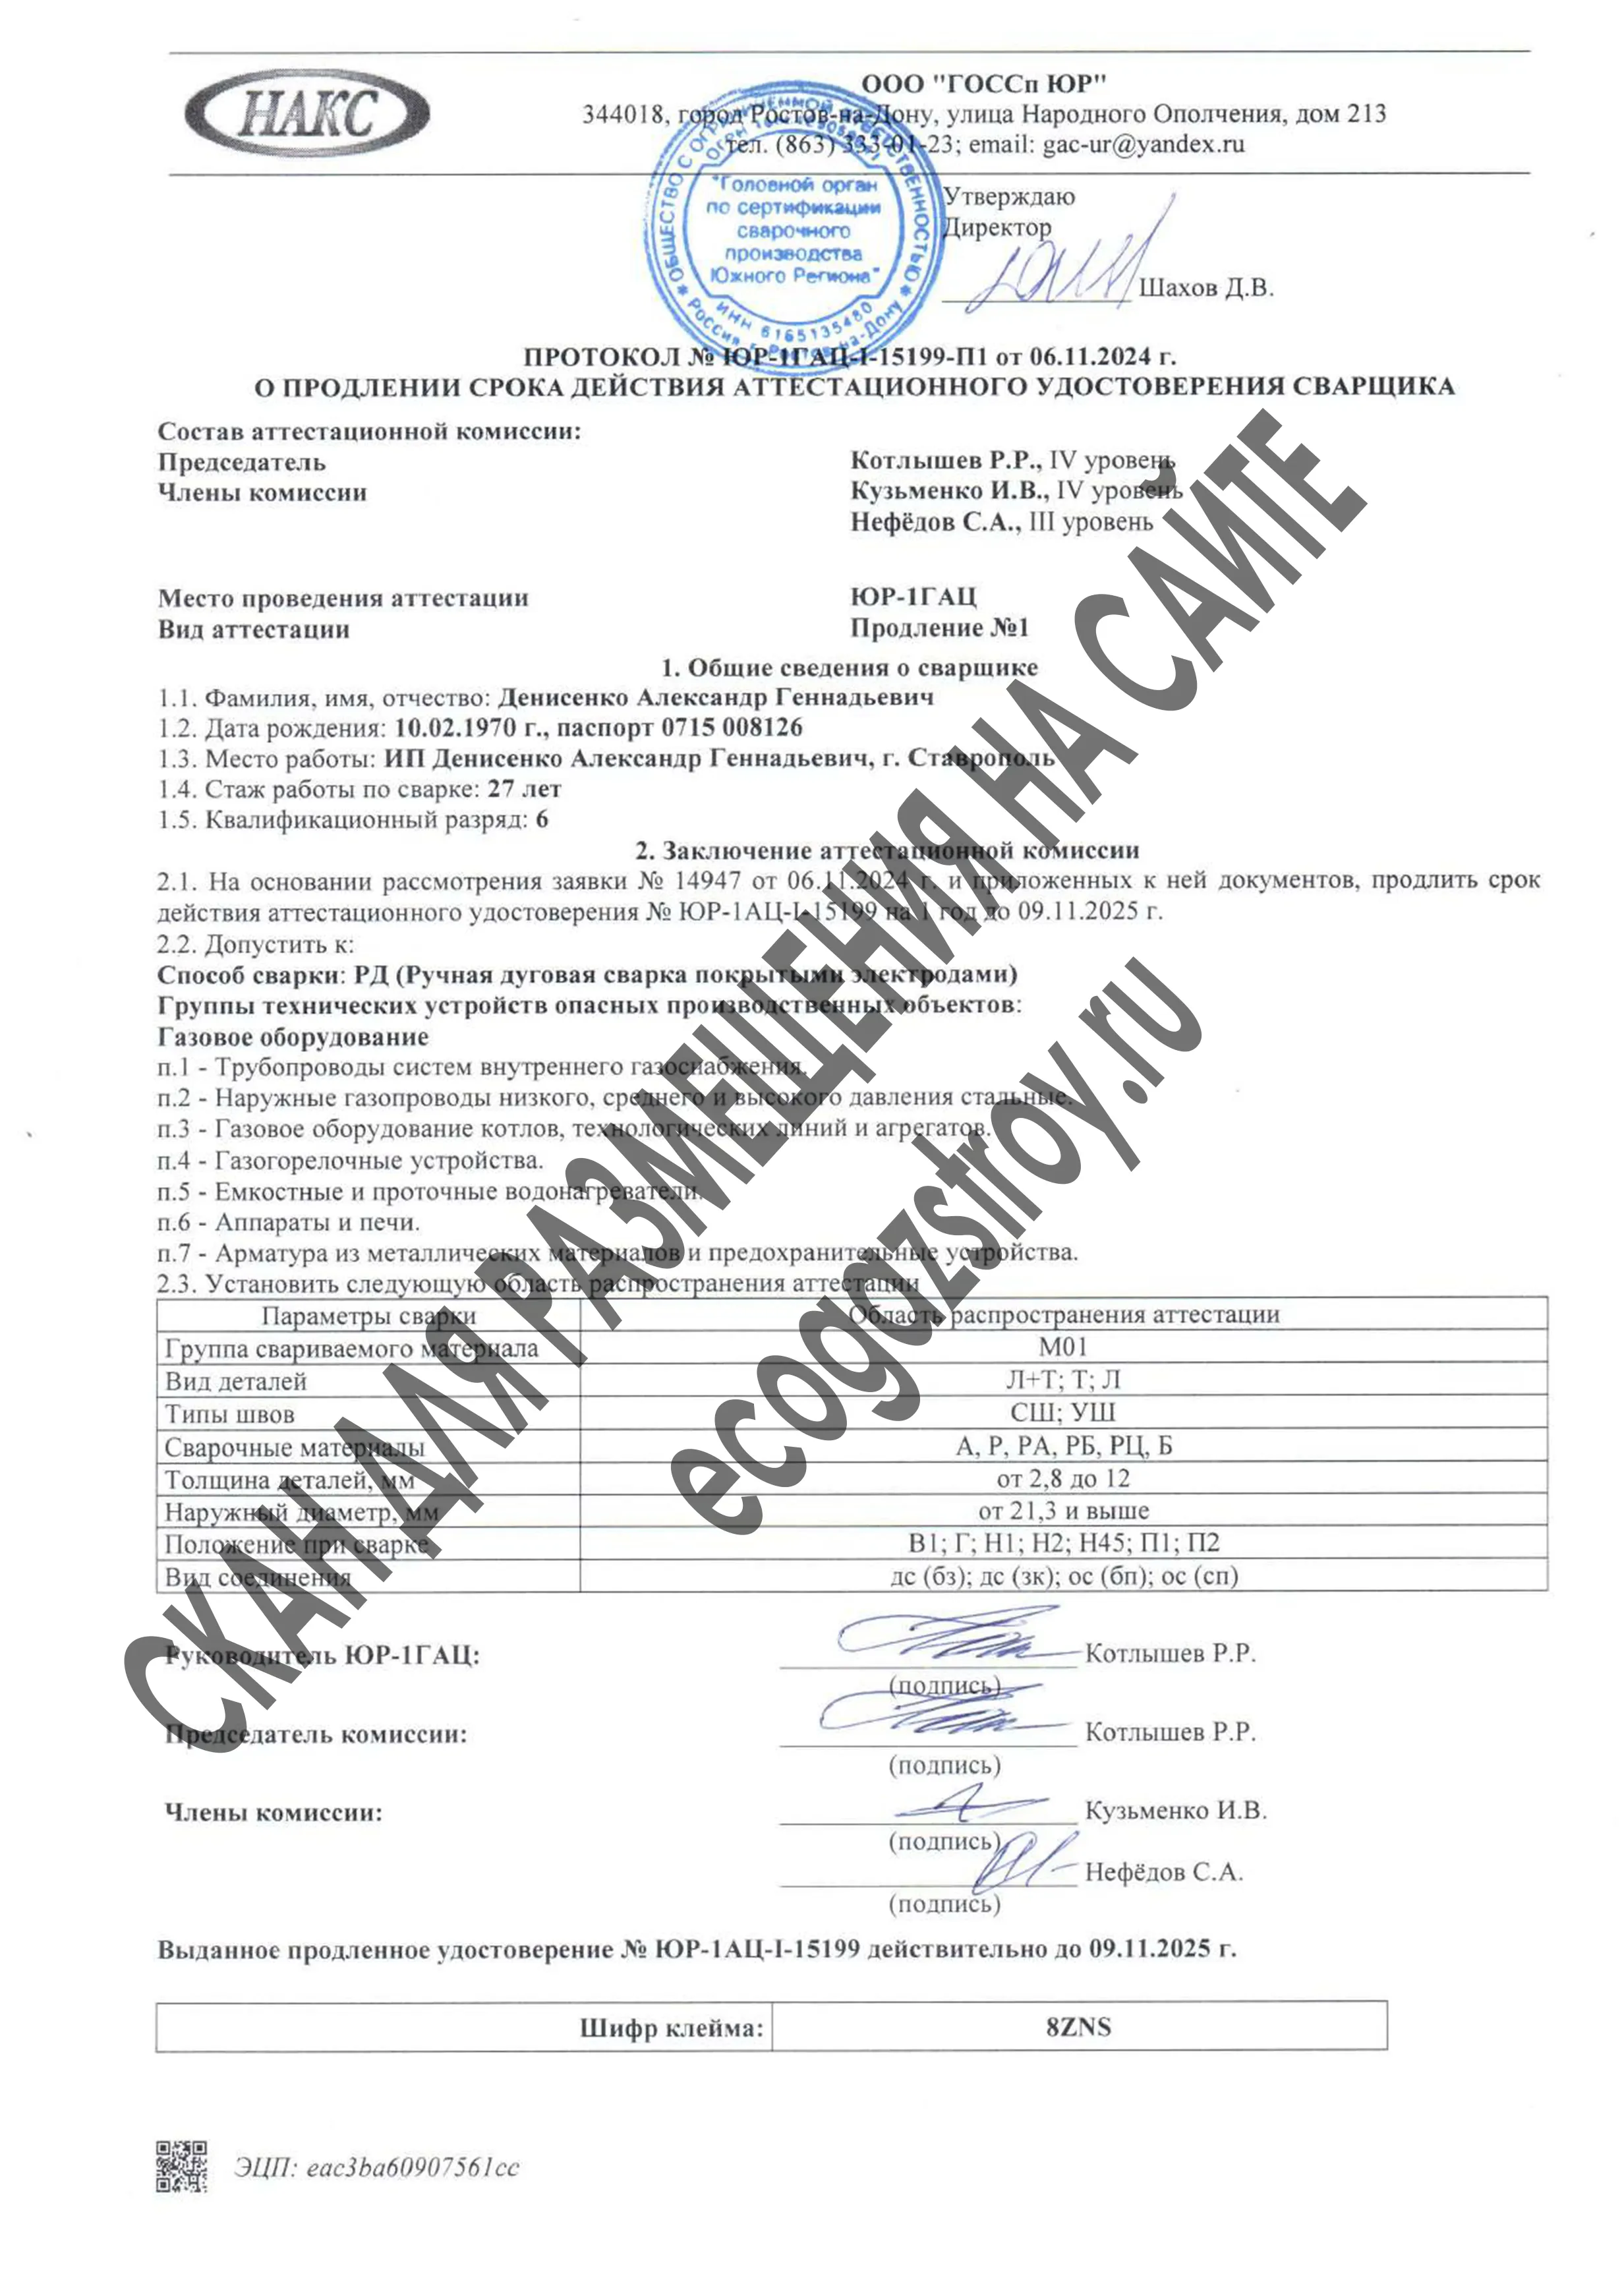 НАКС
ООО "ГОССп ЮР"
344018, город Ростов-на-Дону, улица Народного Ополчения, дом 213
тел. (863) 333-01-23; email: gac-ur@yandex.ru
ОБЩЕСТВО С ОГРАНИЧЕННОЙ ОТВЕТСТВЕННОСТЬЮ
"Головной орган
по сертификации
сварочного
производства
Южного Региона"
ИНН 6165135480
Россия г. Ростов-на-Дону
Утверждаю
Директор
Шахов Д.В.
ПРОТОКОЛ № ЮР-1ГАЦ-I-15199-П1 от 06.11.2024 г.
О ПРОДЛЕНИИ СРОКА ДЕЙСТВИЯ АТТЕСТАЦИОННОГО УДОСТОВЕРЕНИЯ СВАРЩИКА
Состав аттестационной комиссии:
Председатель Котлышев Р.Р., IV уровень
Члены комиссии Кузьменко И.В., IV уровень
Нефёдов С.А., III уровень
Место проведения аттестации ЮР-1ГАЦ
Вид аттестации Продление №1
1. Общие сведения о сварщике
1.1. Фамилия, имя, отчество: Денисенко Александр Геннадьевич
1.2. Дата рождения: 10.02.1970 г., паспорт 0715 008126
1.3. Место работы: ИП Денисенко Александр Геннадьевич, г. Ставрополь
1.4. Стаж работы по сварке: 27 лет
1.5. Квалификационный разряд: 6
2. Заключение аттестационной комиссии
2.1. На основании рассмотрения заявки № 14947 от 06.11.2024 г. и приложенных к ней документов, продлить срок
действия аттестационного удостоверения № ЮР-1АЦ-I-15199 на 1 год до 09.11.2025 г.
2.2. Допустить к:
Способ сварки: РД (Ручная дуговая сварка покрытыми электродами)
Группы технических устройств опасных производственных объектов:
Газовое оборудование
п.1 - Трубопроводы систем внутреннего газоснабжения.
п.2 - Наружные газопроводы низкого, среднего и высокого давления стальные.
п.3 - Газовое оборудование котлов, технологических линий и агрегатов.
п.4 - Газогорелочные устройства.
п.5 - Емкостные и проточные водонагреватели.
п.6 - Аппараты и печи.
п.7 - Арматура из металлических материалов и предохранительные устройства.
2.3. Установить следующую область распространения аттестации
Параметры сварки Область распространения аттестации
Группа свариваемого материала М01
Вид деталей Л+Т; Т; Л
Типы швов СШ; УШ
Сварочные материалы А, Р, РА, РБ, РЦ, Б
Толщина деталей, мм от 2,8 до 12
Наружный диаметр, мм от 21,3 и выше
Положение при сварке В1; Г; Н1; Н2; Н45; П1; П2
Вид соединения дс (бз); дс (зк); ос (бп); ос (сп)
Руководитель ЮР-1ГАЦ: Котлышев Р.Р.
(подпись)
Председатель комиссии: Котлышев Р.Р.
(подпись)
Члены комиссии: Кузьменко И.В.
(подпись)
Нефёдов С.А.
(подпись)
Выданное продленное удостоверение № ЮР-1АЦ-I-15199 действительно до 09.11.2025 г.
Шифр клейма: 8ZNS
ЭЦП: eac3ba60907561cc
СКАН ДЛЯ РАЗМЕЩЕНИЯ НА САЙТЕ
ecogazstroy.ru